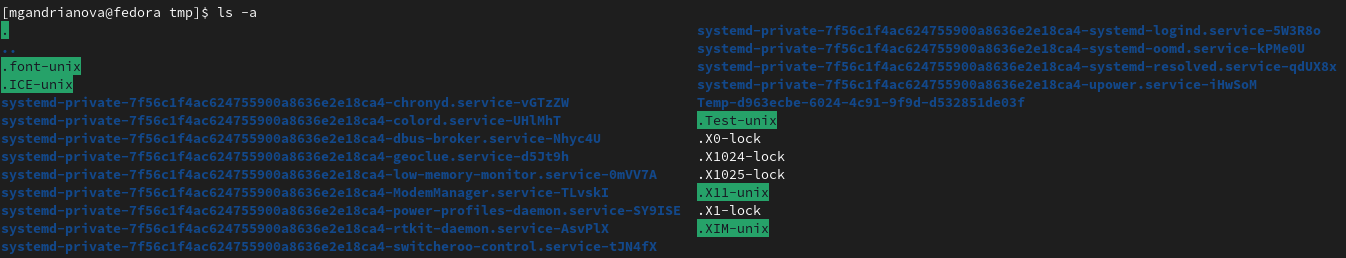 [mgandrianova@fedora tmp]$ ls -a
.
..
.font-unix
.ICE-unix
systemd-private-7f56c1f4ac624755900a8636e2e18ca4-chronyd.service-vGTzZW
systemd-private-7f56c1f4ac624755900a8636e2e18ca4-colord.service-UHlMhT
systemd-private-7f56c1f4ac624755900a8636e2e18ca4-dbus-broker.service-Nhyc4U
systemd-private-7f56c1f4ac624755900a8636e2e18ca4-geoclue.service-d5Jt9h
systemd-private-7f56c1f4ac624755900a8636e2e18ca4-low-memory-monitor.service-0mVV7A
systemd-private-7f56c1f4ac624755900a8636e2e18ca4-ModemManager.service-TLvskI
systemd-private-7f56c1f4ac624755900a8636e2e18ca4-power-profiles-daemon.service-SY9ISE
systemd-private-7f56c1f4ac624755900a8636e2e18ca4-rtkit-daemon.service-AsvPlX
systemd-private-7f56c1f4ac624755900a8636e2e18ca4-switcheroo-control.service-tJN4fX
systemd-private-7f56c1f4ac624755900a8636e2e18ca4-systemd-logind.service-5W3R8o
systemd-private-7f56c1f4ac624755900a8636e2e18ca4-systemd-oomd.service-kPMe0U
systemd-private-7f56c1f4ac624755900a8636e2e18ca4-systemd-resolved.service-qdUX8x
systemd-private-7f56c1f4ac624755900a8636e2e18ca4-upower.service-iHwSoM
Temp-d963ecbe-6024-4c91-9f9d-d532851de03f
.Test-unix
.X0-lock
.X1024-lock
.X1025-lock
.X11-unix
.X1-lock
.XIM-unix